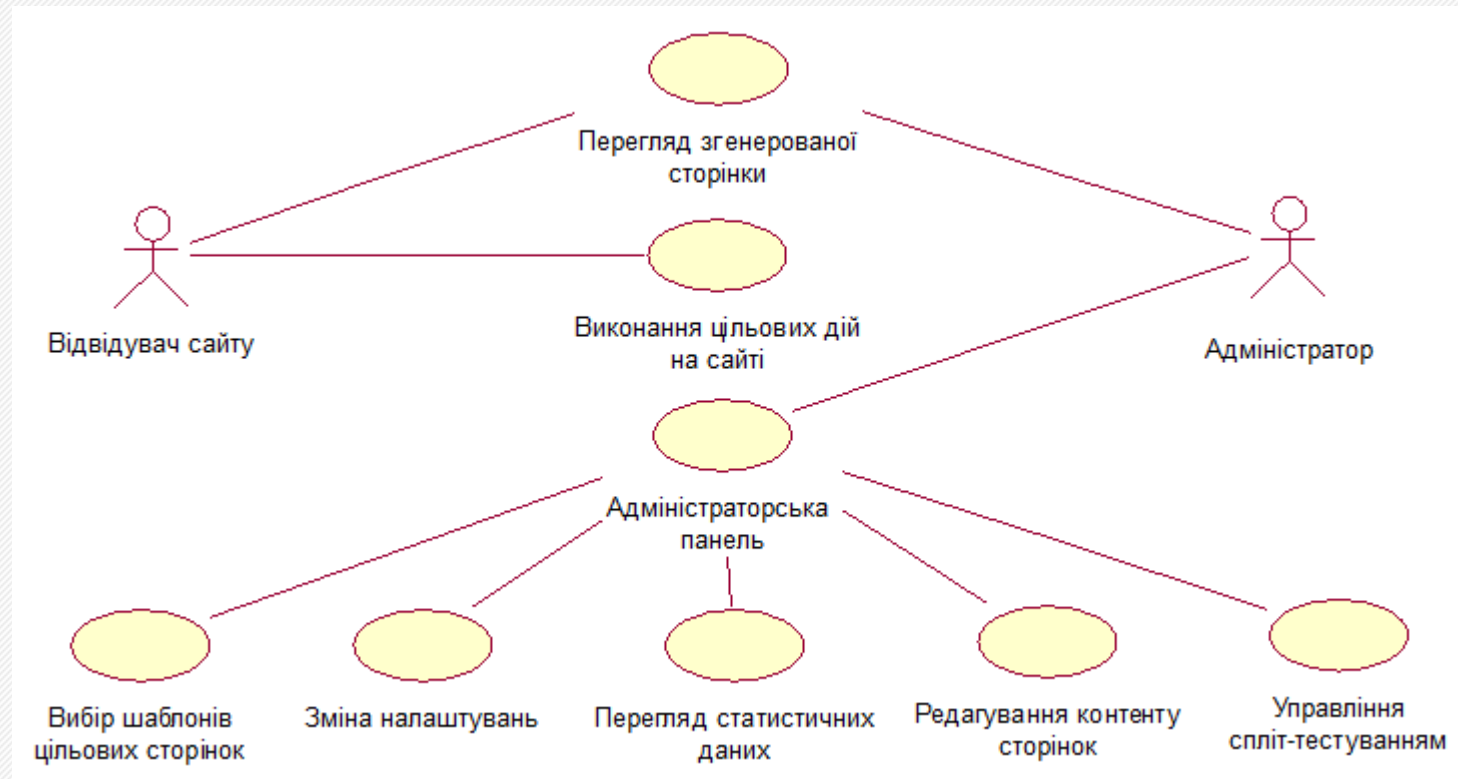 Перегляд згенерованої
сторінки
Відвідувач сайту
Виконання цільових дій
на сайті
Адміністратор
Адміністраторська
панель
Вибір шаблонів
цільових сторінок
Зміна налаштувань
Перегляд статистичних
даних
Редагування контенту
сторінок
Управління
спліт-тестуванням